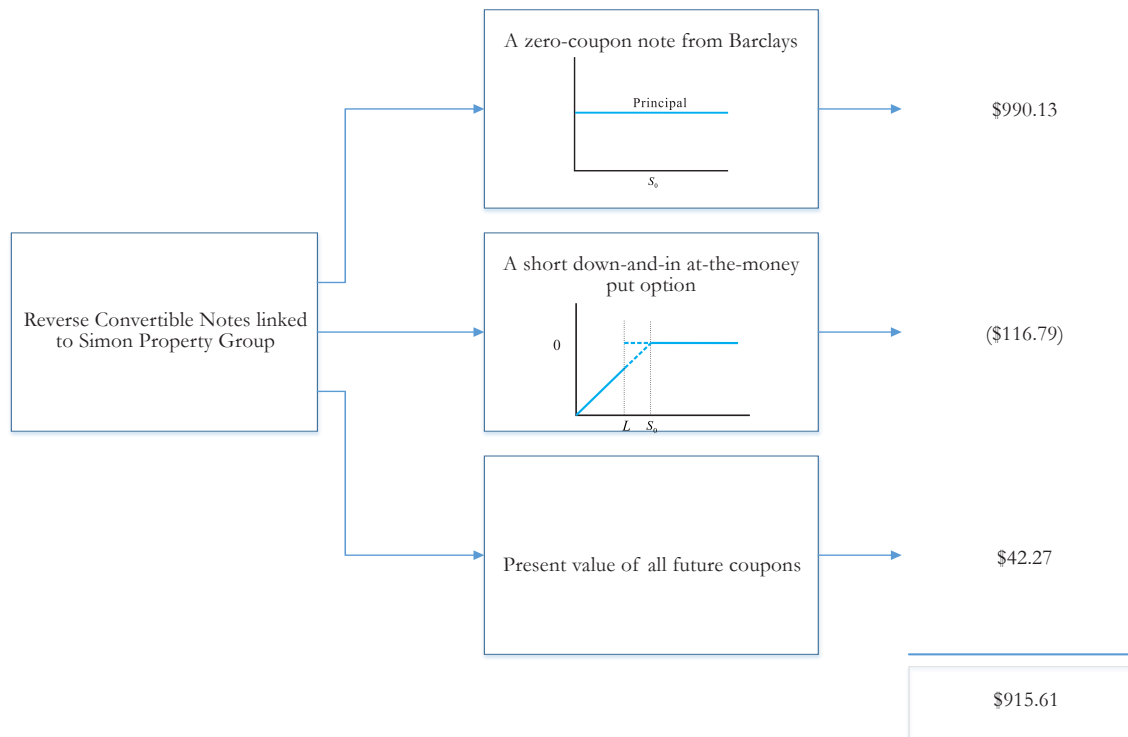 A zero-coupon note from Barclays
Principal
S₀
$990.13
Reverse Convertible Notes linked
to Simon Property Group
A short down-and-in at-the-money
put option
0
L S₀
($116.79)
Present value of all future coupons
$42.27
$915.61